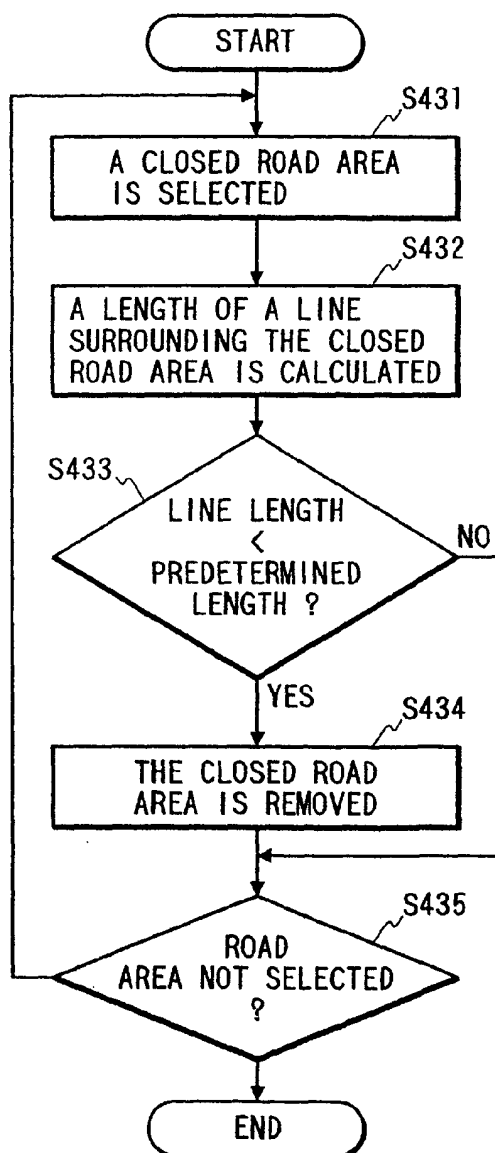 START
S431
A CLOSED ROAD AREA
IS SELECTED
S432
A LENGTH OF A LINE
SURROUNDING THE CLOSED
ROAD AREA IS CALCULATED
S433
LINE LENGTH
<
PREDETERMINED
LENGTH ?
NO
YES
S434
THE CLOSED ROAD
AREA IS REMOVED
S435
ROAD
AREA NOT SELECTED
?
END